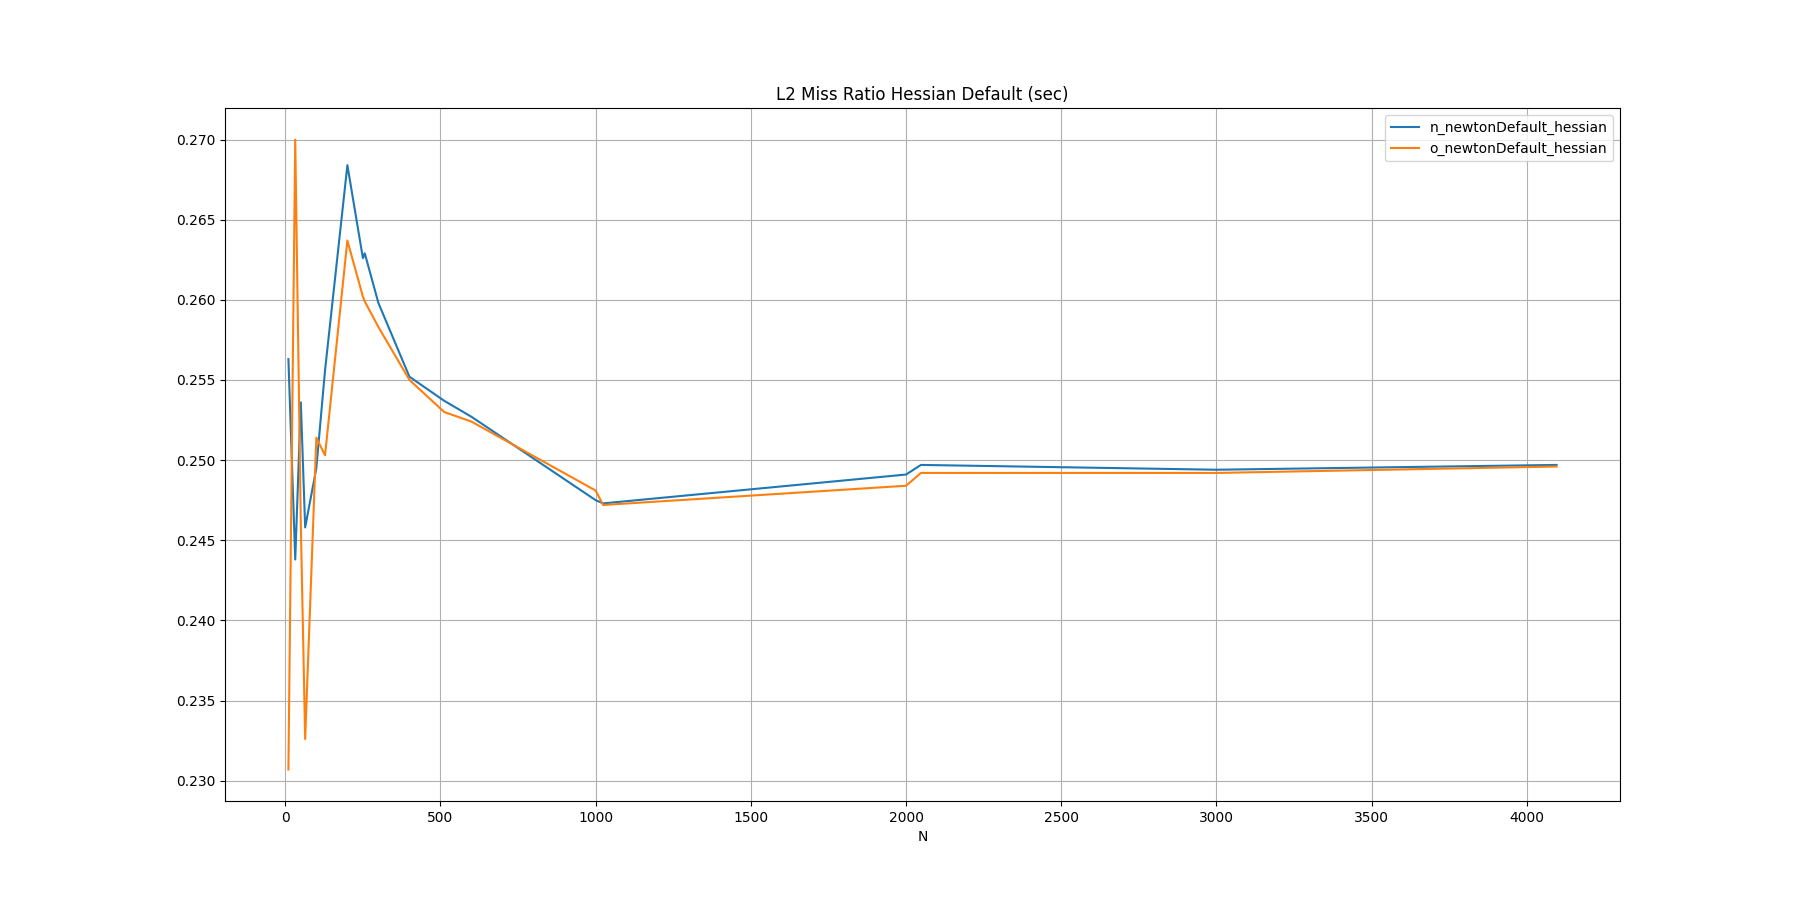 L2 Miss Ratio Hessian Default (sec)
n_newtonDefault_hessian
o_newtonDefault_hessian
0.270
0.265
0.260
0.255
0.250
0.245
0.240
0.235
0.230
0 500 1000 1500 2000 2500 3000 3500 4000
N